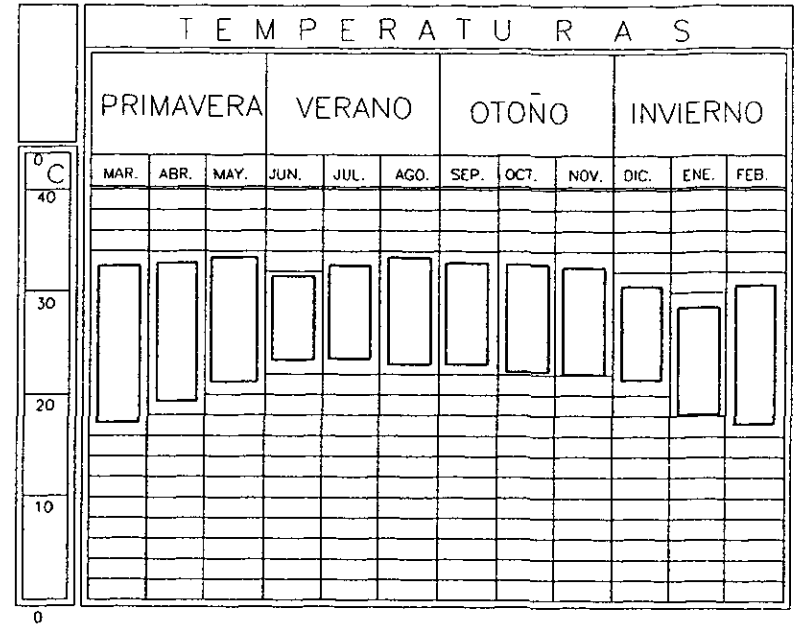 TEMPERATURAS
PRIMAVERA VERANO OTOÑO INVIERNO
°C MAR. ABR. MAY. JUN. JUL. AGO. SEP. OCT. NOV. DIC. ENE. FEB.
40
30
20
10
0